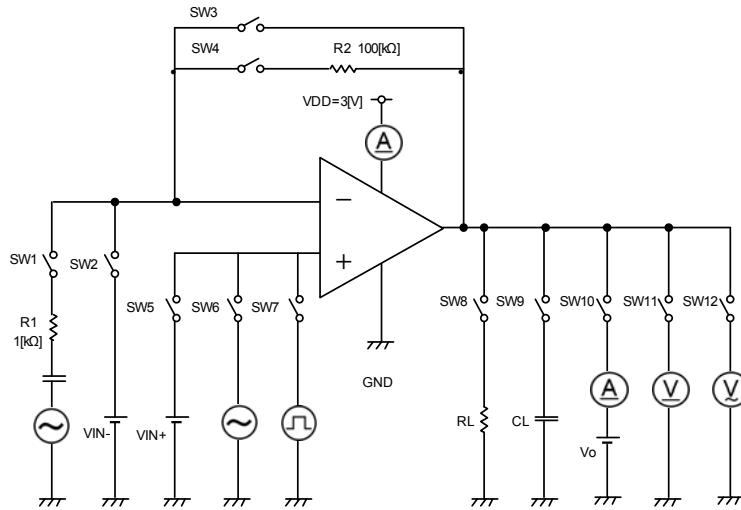 SW3
SW4
R2 100[kΩ]
VDD=3[V]
A
−
+
SW1
SW2
SW5
SW6
SW7
SW8
SW9
SW10
SW11
SW12
R1
1[kΩ]
GND
VIN-
VIN+
RL
CL
A
V
V
Vo